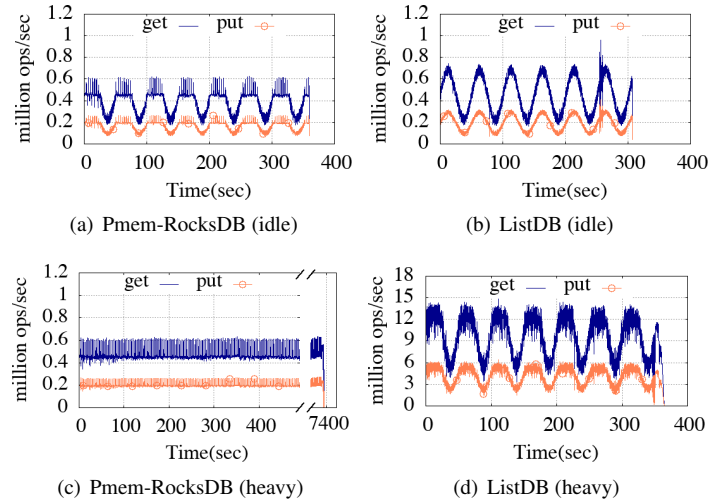 get put
million ops/sec
1.2
1
0.8
0.6
0.4
0.2
0
0 100 200 300 400
Time(sec)
(a) Pmem-RocksDB (idle)
get put
million ops/sec
1.2
1
0.8
0.6
0.4
0.2
0
0 100 200 300 400
Time(sec)
(b) ListDB (idle)
get put
million ops/sec
1.2
1
0.8
0.6
0.4
0.2
0
0 100 200 300 400 7400
Time(sec)
(c) Pmem-RocksDB (heavy)
get put
million ops/sec
18
15
12
9
6
3
0
0 100 200 300 400
Time(sec)
(d) ListDB (heavy)